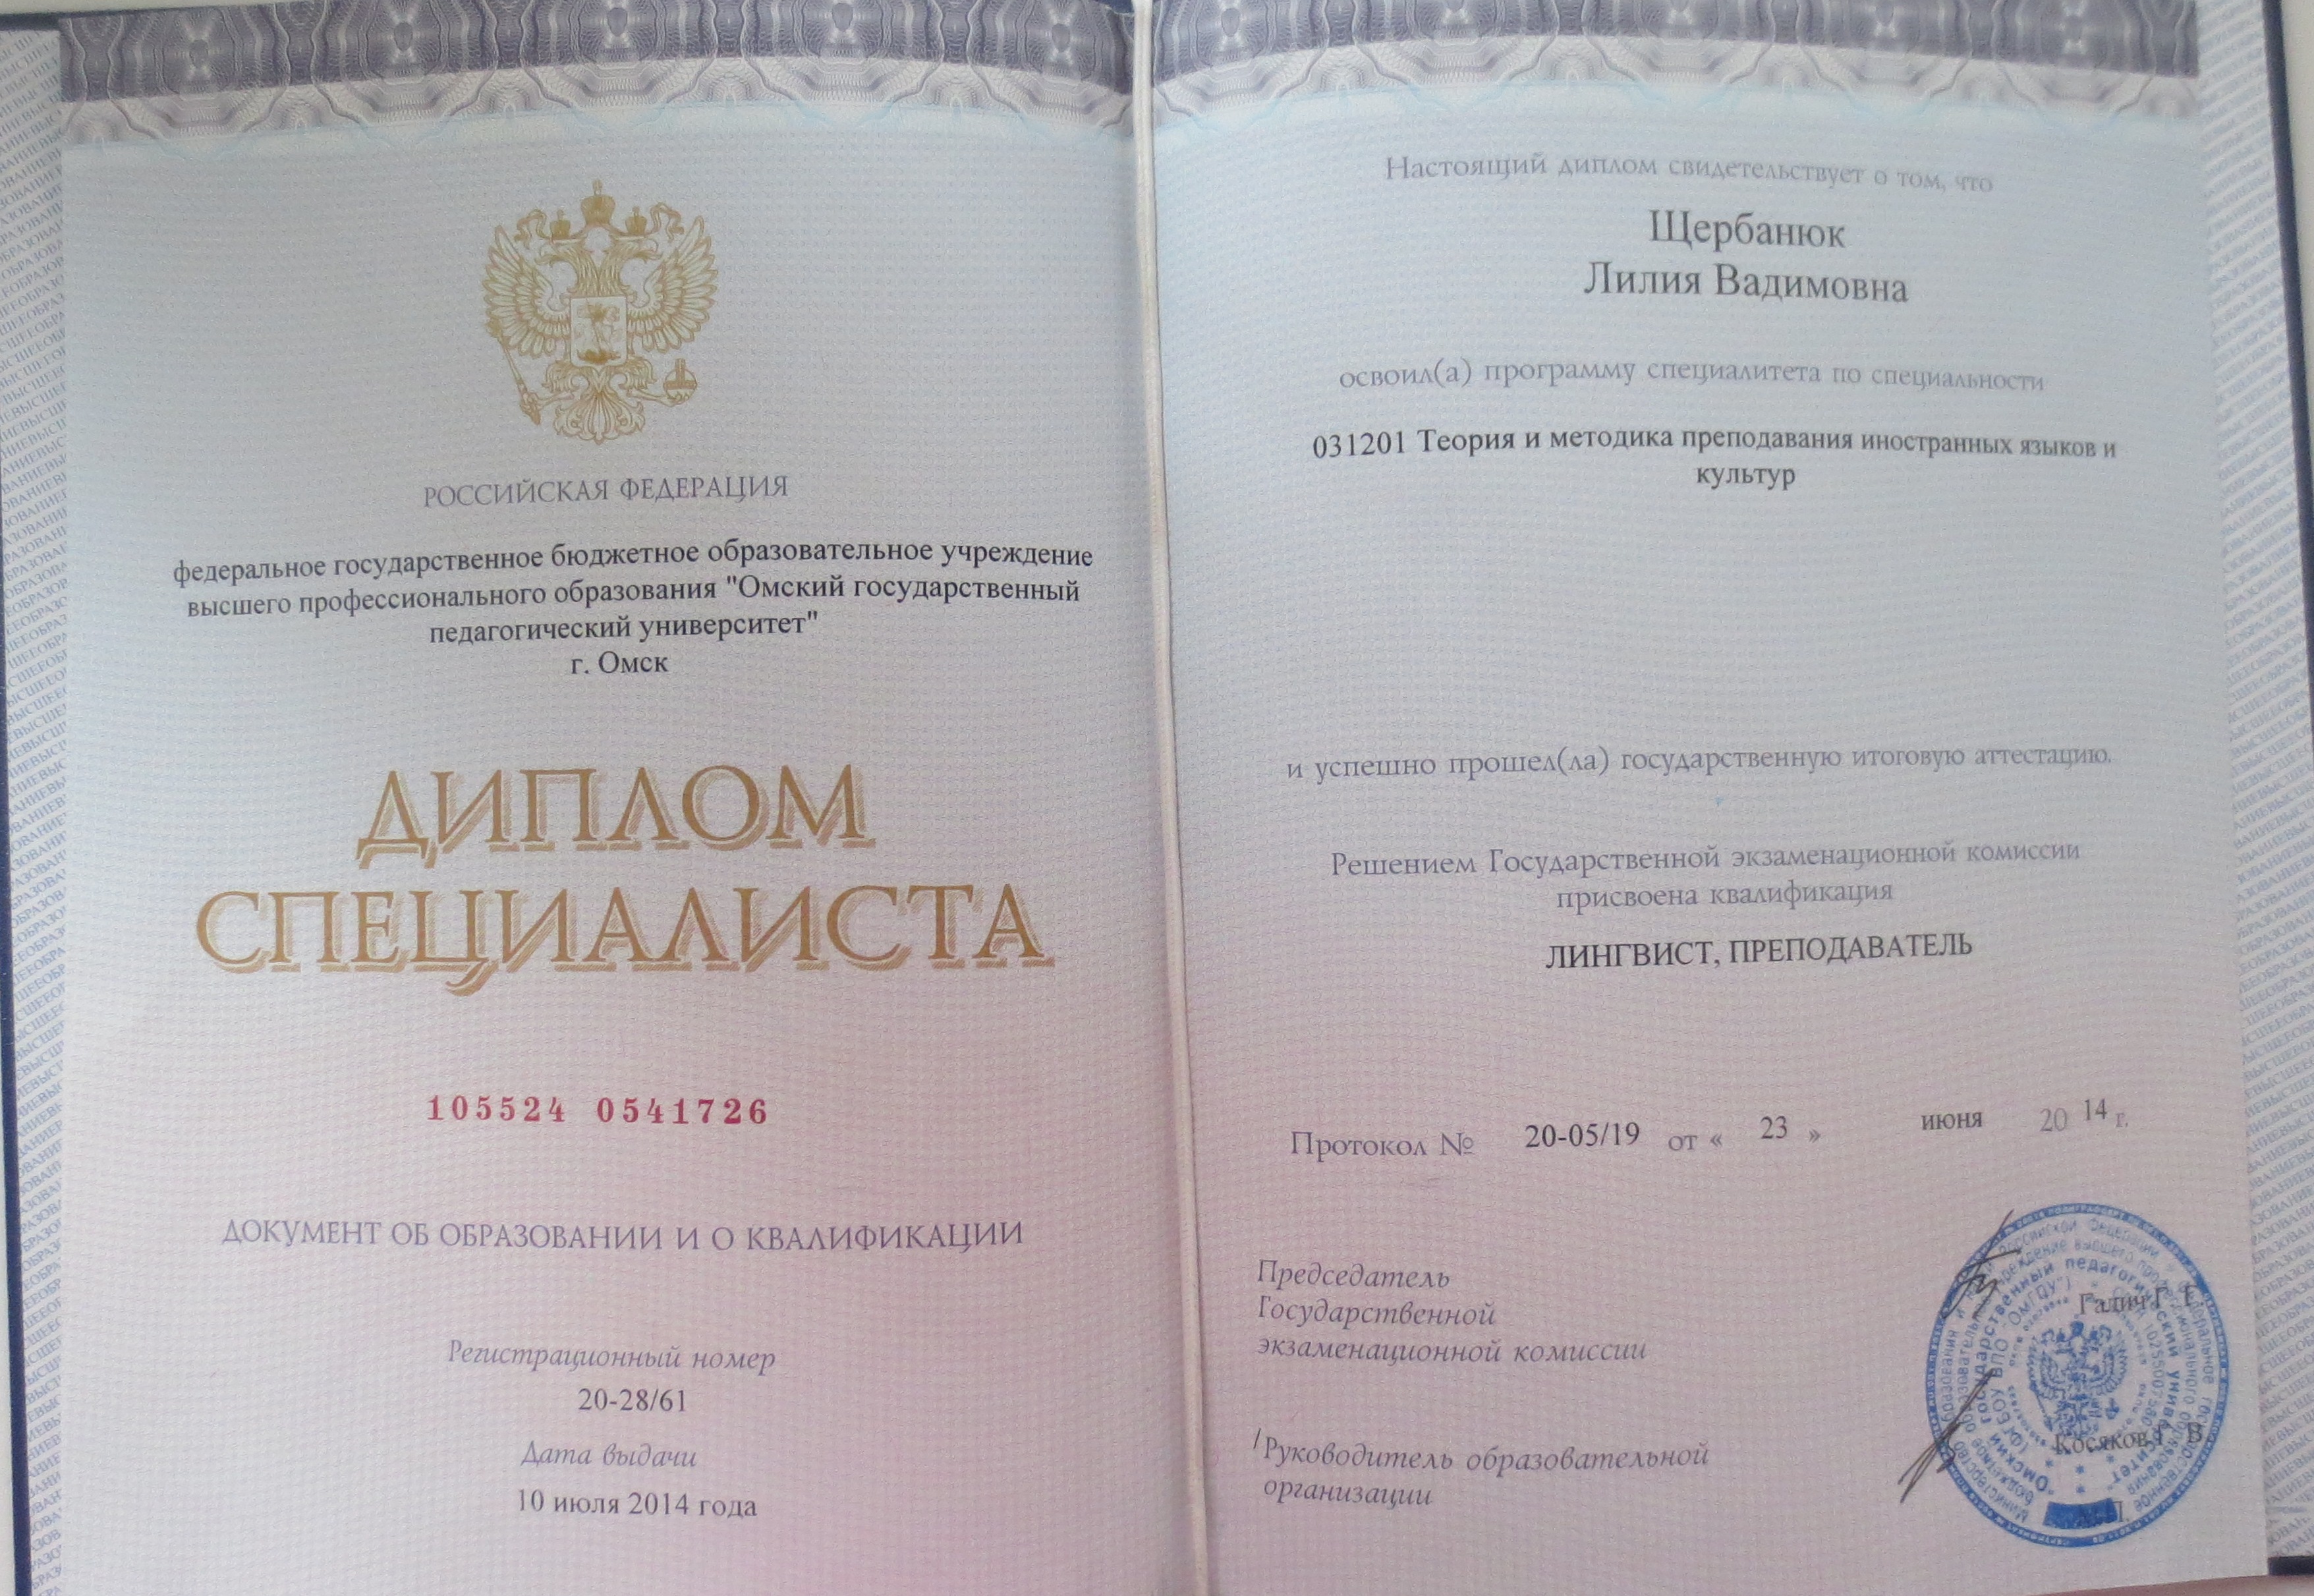 РОССИЙСКАЯ ФЕДЕРАЦИЯ
федеральное государственное бюджетное образовательное учреждение
высшего профессионального образования "Омский государственный
педагогический университет"
г. Омск
ДИПЛОМ
СПЕЦИАЛИСТА
105524 0541726
ДОКУМЕНТ ОБ ОБРАЗОВАНИИ И О КВАЛИФИКАЦИИ
Регистрационный номер
20-28/61
Дата выдачи
10 июля 2014 года
Настоящий диплом свидетельствует о том, что
Щербанюк
Лилия Вадимовна
освоил(а) программу специалитета по специальности
031201 Теория и методика преподавания иностранных языков и
культур
и успешно прошел(ла) государственную итоговую аттестацию.
Решением Государственной экзаменационной комиссии
присвоена квалификация
ЛИНГВИСТ, ПРЕПОДАВАТЕЛЬ
Протокол № 20-05/19 от « 23 » июня 20 14 г.
Председатель
Государственной
экзаменационной комиссии
Галич Г. Г.
Руководитель образовательной
организации
Косяков Г. В.